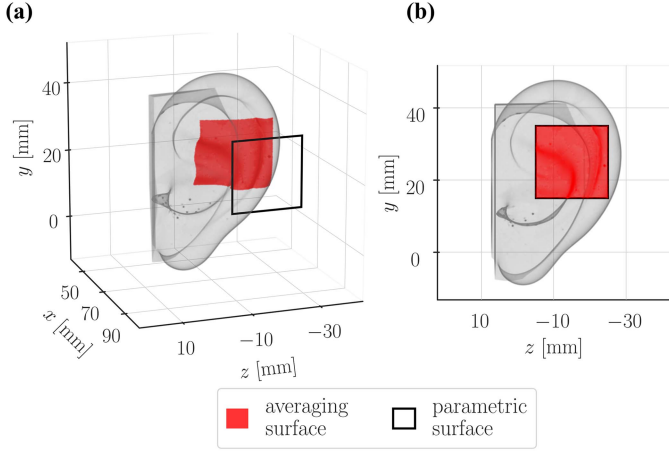 (a)
(b)
40
20
0
y [mm]
50
70
90
x [mm]
10
−10
−30
z [mm]
40
20
0
y [mm]
10
−10
−30
z [mm]
averaging
surface
parametric
surface